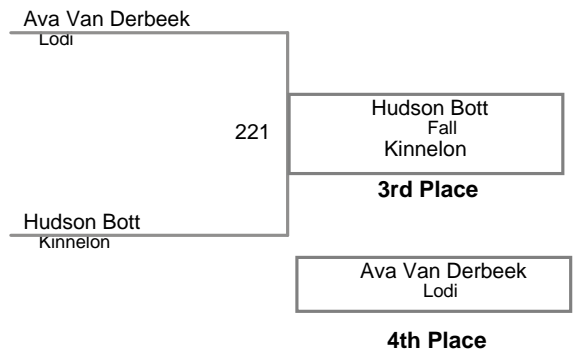 Ava Van Derbeek
Lodi
221
Hudson Bott
Fall
Kinnelon
3rd Place
Hudson Bott
Kinnelon
Ava Van Derbeek
Lodi
4th Place